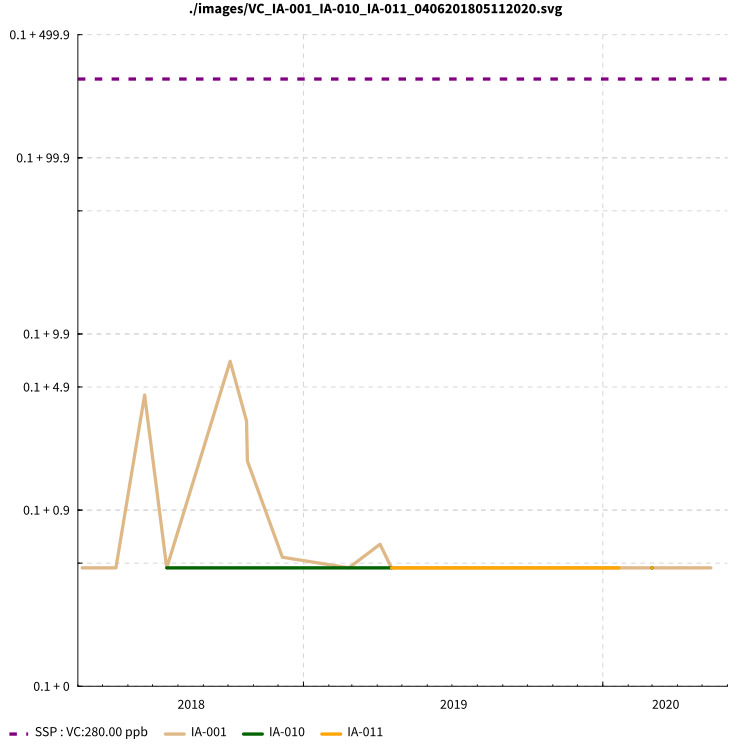 ./images/VC_IA-001_IA-010_IA-011_0406201805112020.svg
0.1 + 499.9
0.1 + 99.9
0.1 + 9.9
0.1 + 4.9
0.1 + 0.9
0.1 + 0
2018 2019 2020
SSP : VC:280.00 ppb IA-001 IA-010 IA-011